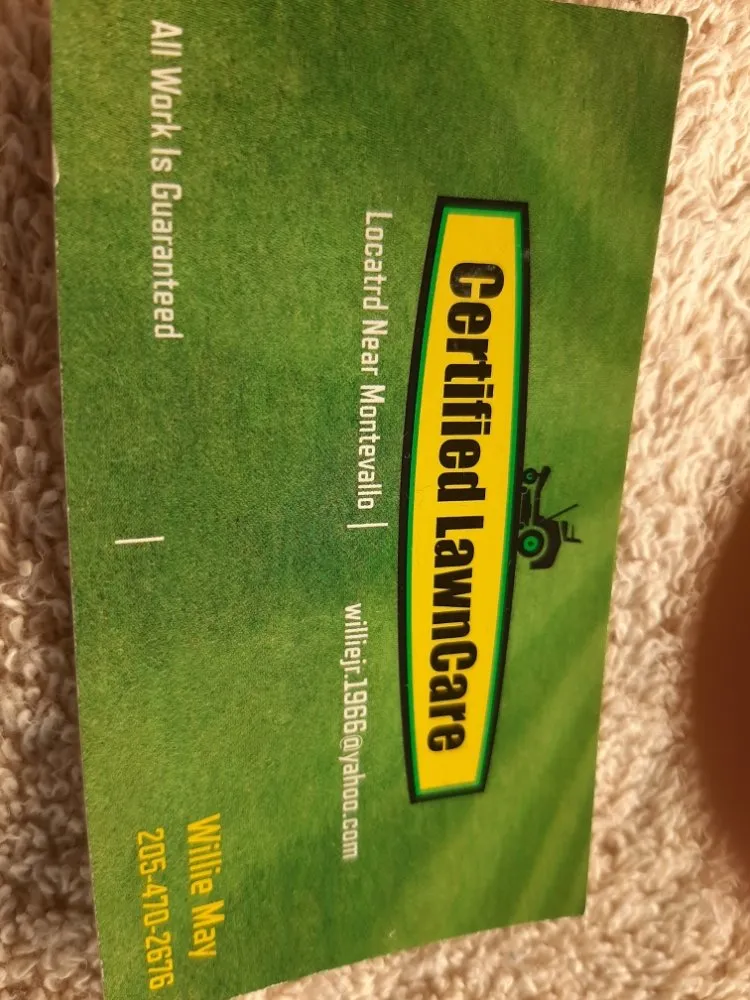 Certified LawnCare
Locatrd Near Montevallo | williejr.1966@yahoo.com
Willie May
All Work Is Guaranteed | 205-470-2676